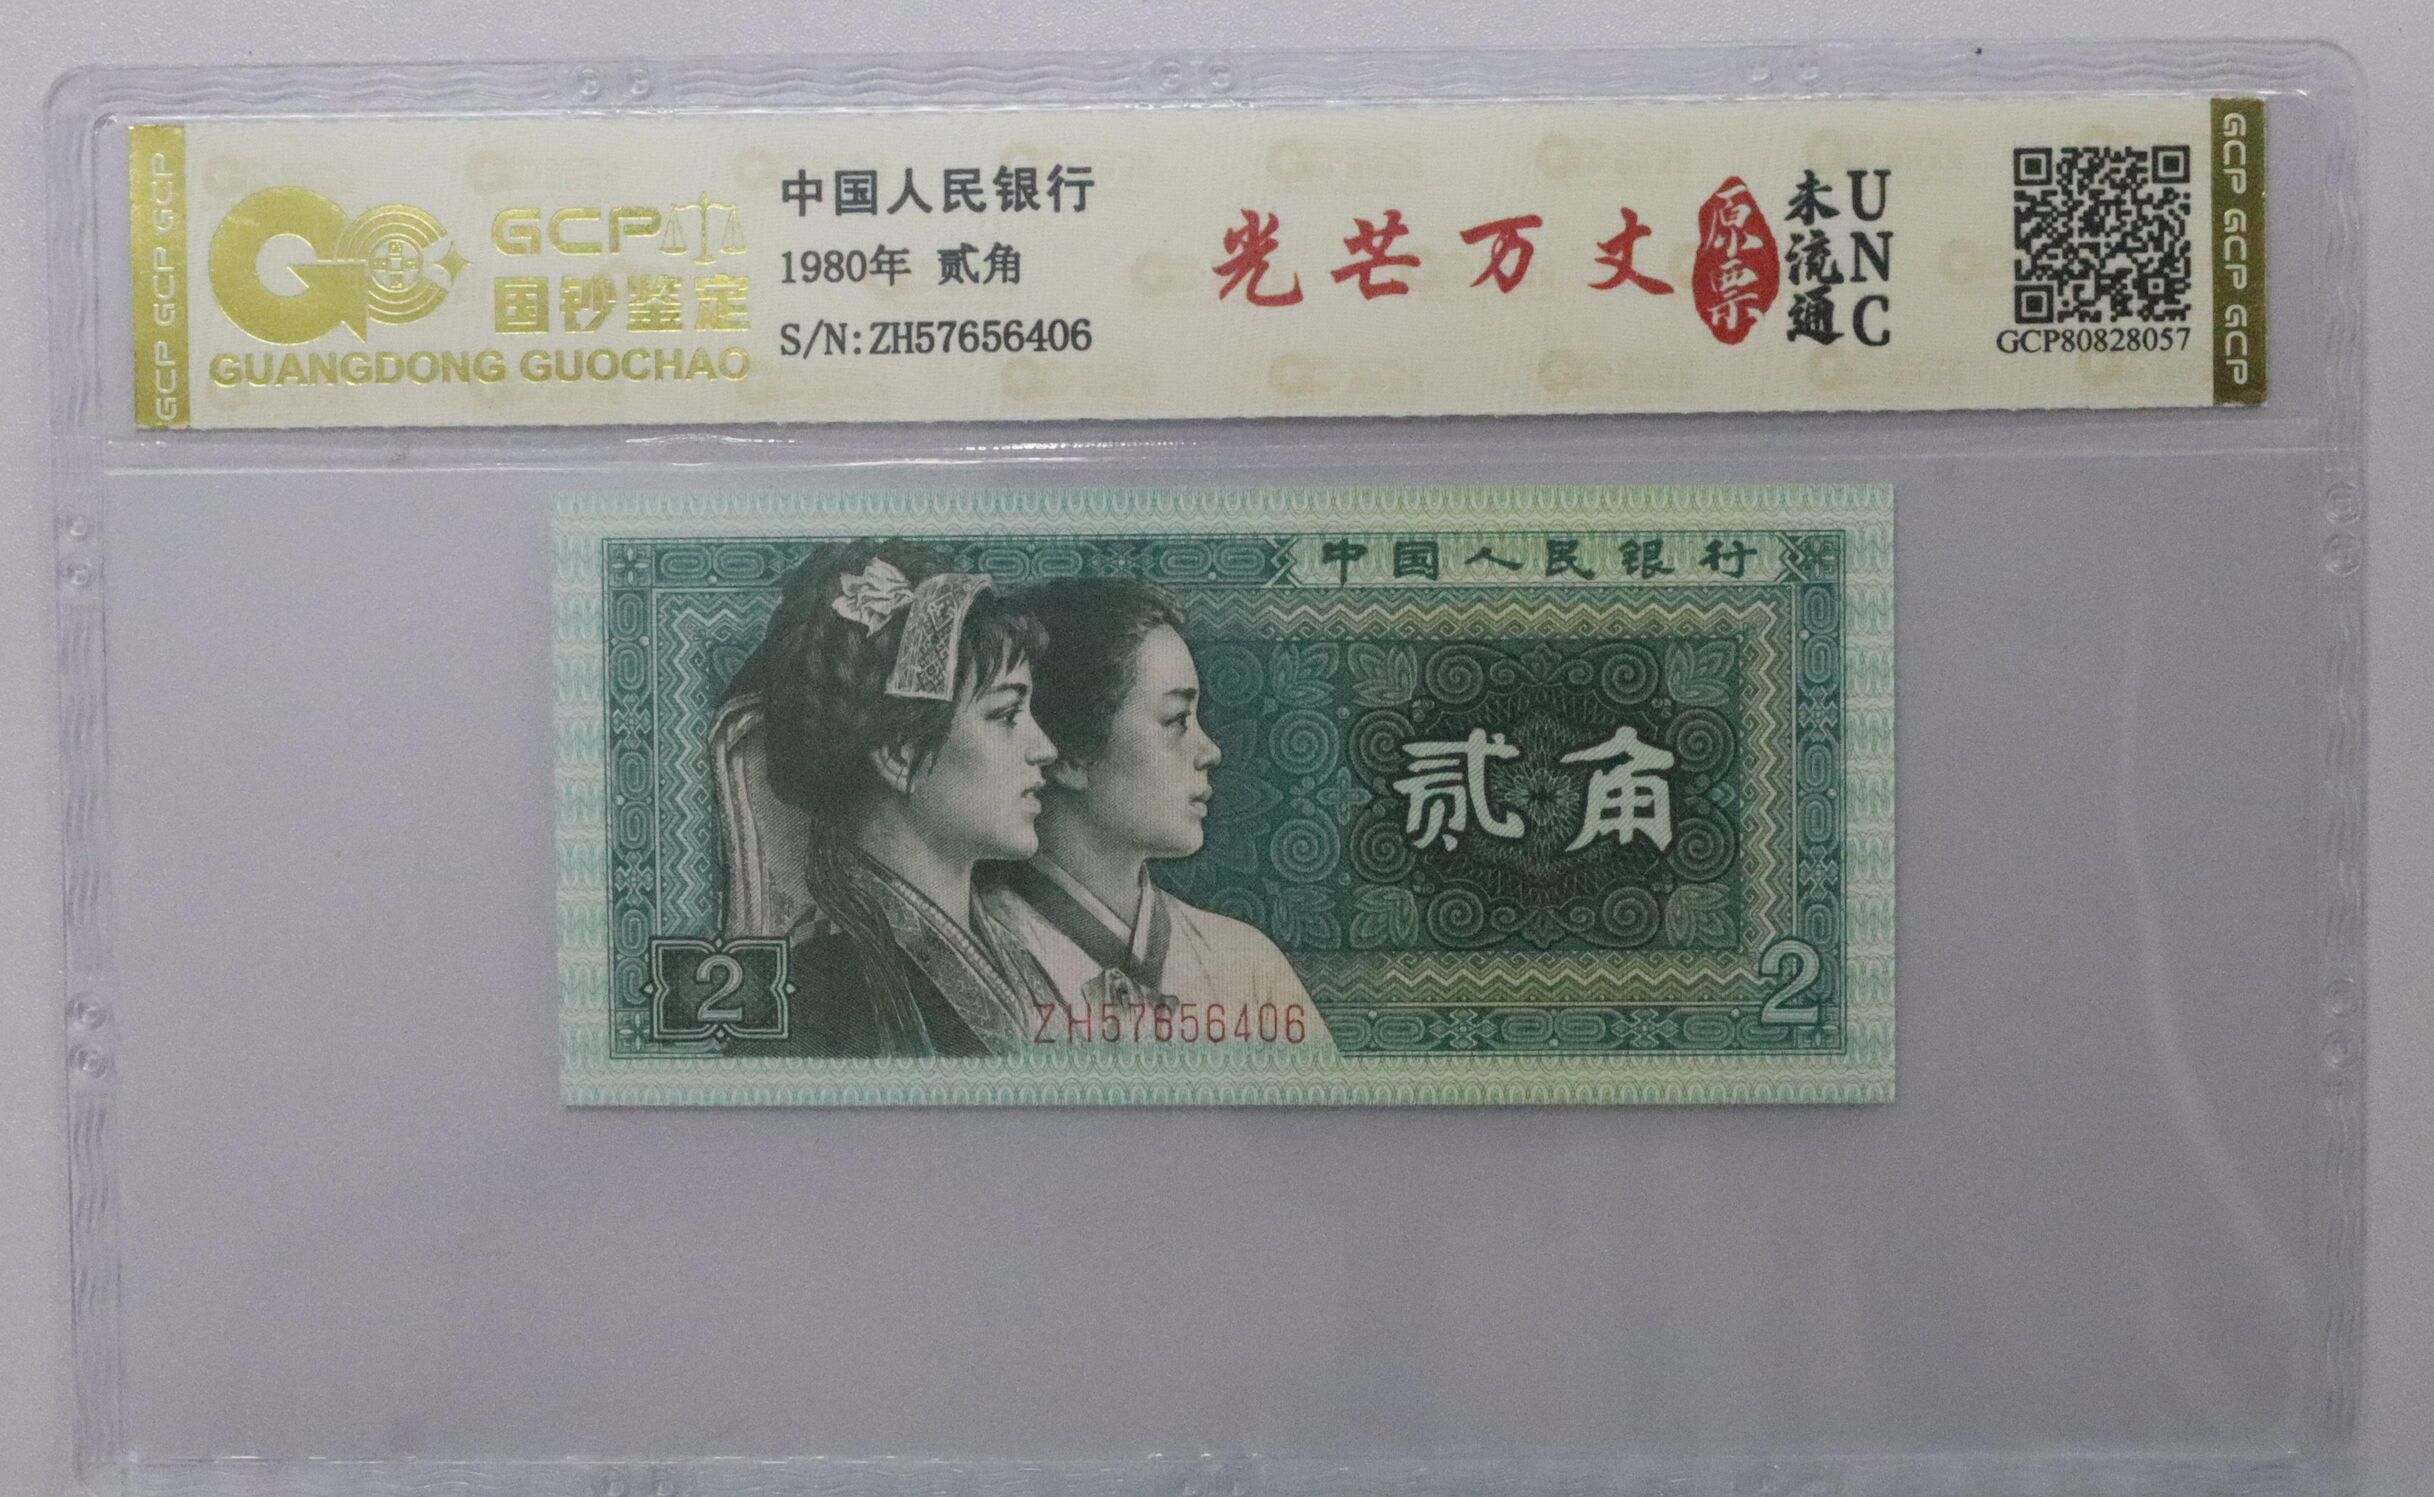 GCP GCP GCP
GCP
国钞鉴定
GUANGDONG GUOCHAO
中国人民银行
1980年 贰角
S/N:ZH57656406
光芒万丈
原票
未流通
UNC
GCP80828057
GCP GCP GCP
中国人民银行
贰角
2
ZH57656406
2